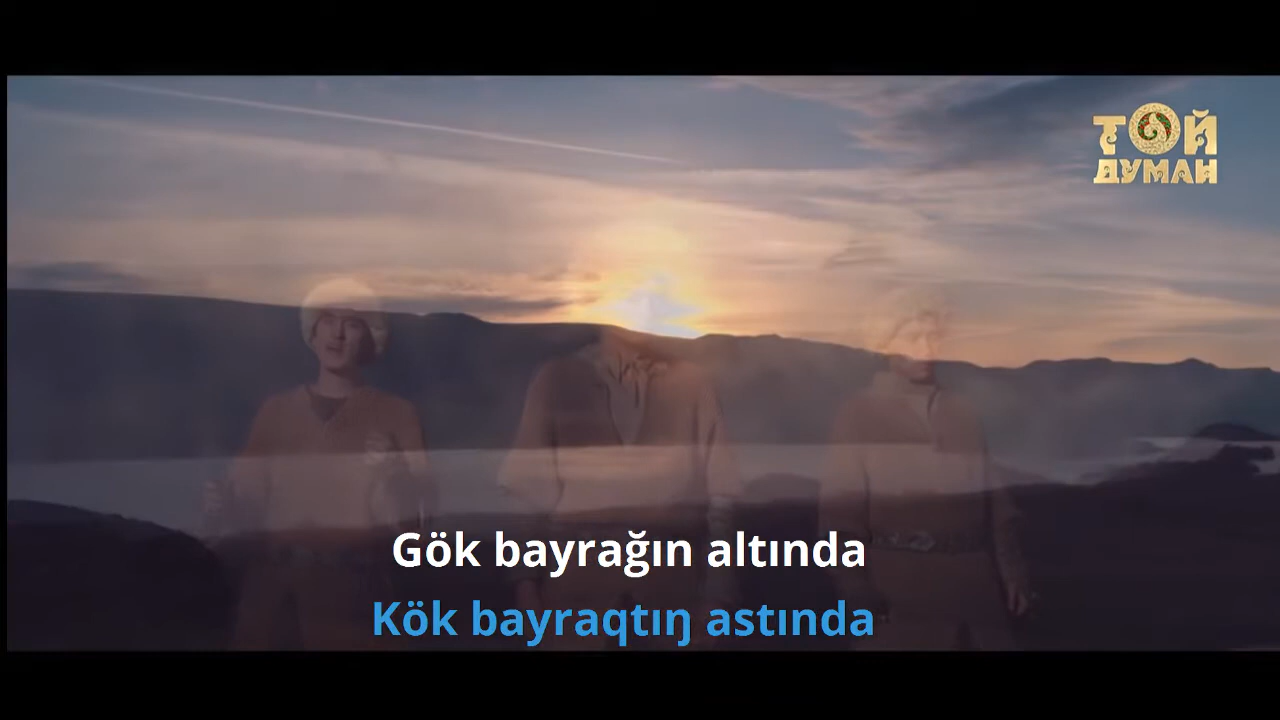 ТОЙ
ДУМАН
Gök bayrağın altında
Kök bayraqtıŋ astında